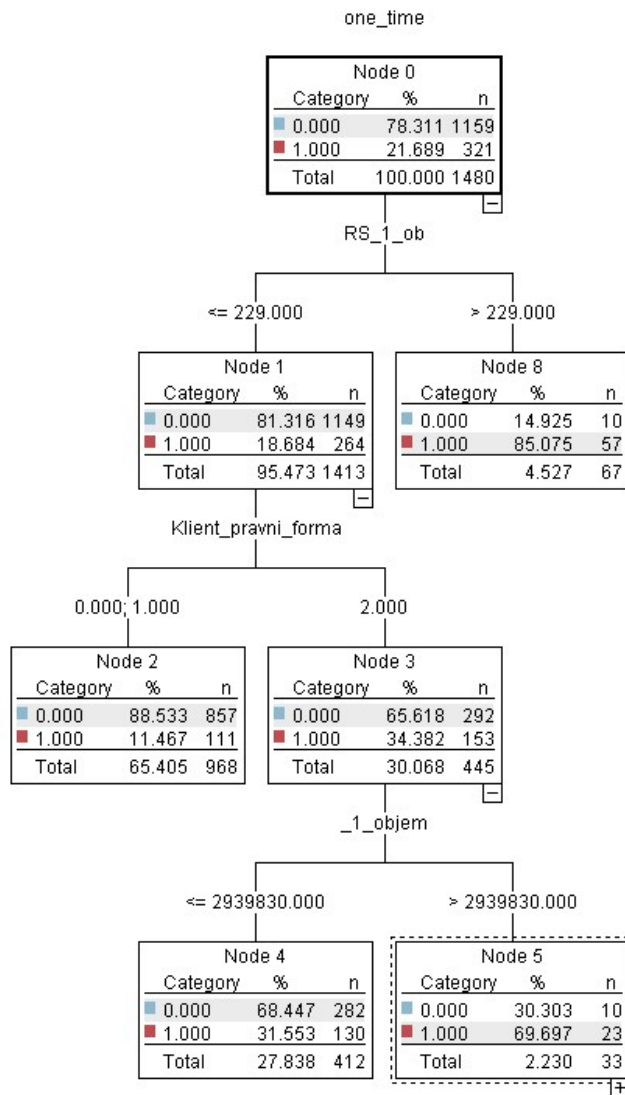 one_time
Node 0
Category % n
0.000 78.311 1159
1.000 21.689 321
Total 100.000 1480
RS_1_ob
<= 229.000 > 229.000
Node 1
Category % n
0.000 81.316 1149
1.000 18.684 264
Total 95.473 1413
Node 8
Category % n
0.000 14.925 10
1.000 85.075 57
Total 4.527 67
Klient_pravni_forma
0.000; 1.000 2.000
Node 2
Category % n
0.000 88.533 857
1.000 11.467 111
Total 65.405 968
Node 3
Category % n
0.000 65.618 292
1.000 34.382 153
Total 30.068 445
_1_objem
<= 2939830.000 > 2939830.000
Node 4
Category % n
0.000 68.447 282
1.000 31.553 130
Total 27.838 412
Node 5
Category % n
0.000 30.303 10
1.000 69.697 23
Total 2.230 33